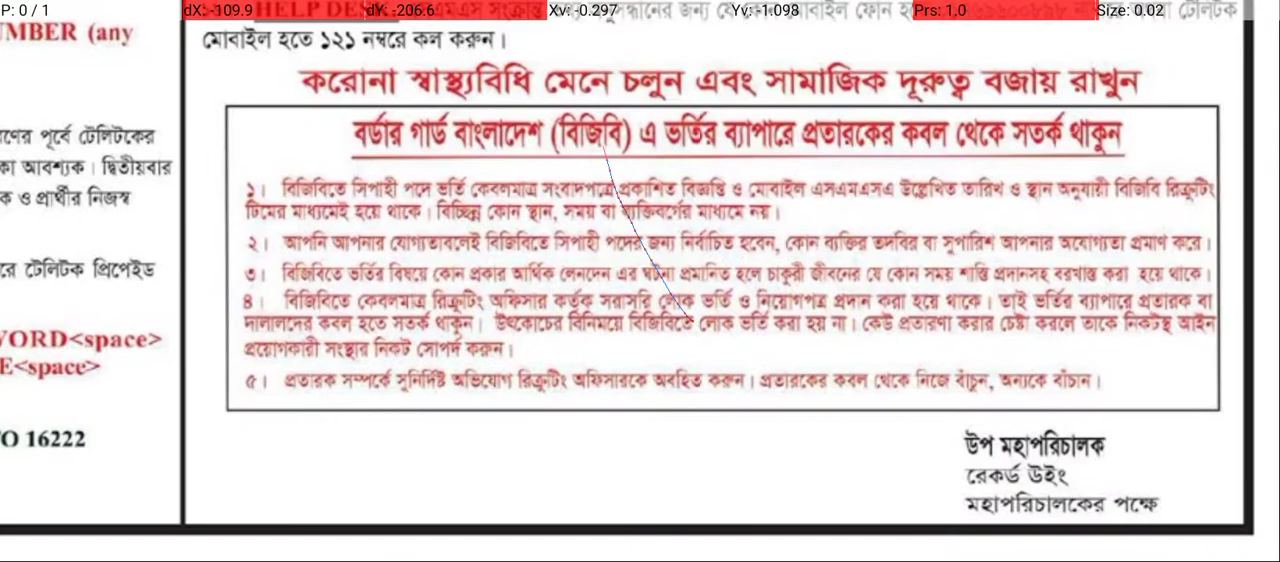 P: 0 / 1 dX: -109.9 dY: -206.6 Xv: -0.297 Yv: -1.098 Prs: 1.0 Size: 0.02
HELP DESK
UMBER (any
মোবাইল হতে ১২১ নম্বরে কল করুন।
করোনা স্বাস্থ্যবিধি মেনে চলুন এবং সামাজিক দূরুত্ব বজায় রাখুন
বর্ডার গার্ড বাংলাদেশ (বিজিবি) এ ভর্তির ব্যাপারে প্রতারকের কবল থেকে সতর্ক থাকুন
১। বিজিবিতে সিপাহী পদে ভর্তি কেবলমাত্র সংবাদপত্রে প্রকাশিত বিজ্ঞপ্তি ও মোবাইল এসএমএসএ উল্লেখিত তারিখ ও স্থান অনুযায়ী বিজিবি রিক্রুটিং
টিমের মাধ্যমেই হয়ে থাকে। বিচ্ছিন্ন কোন স্থান, সময় বা ব্যক্তিবর্গের মাধ্যমে নয়।
২। আপনি আপনার যোগ্যতাবলেই বিজিবিতে সিপাহী পদের জন্য নির্বাচিত হবেন, কোন ব্যক্তির তদবির বা সুপারিশ আপনার অযোগ্যতা প্রমাণ করে।
৩। বিজিবিতে ভর্তির বিষয়ে কোন প্রকার আর্থিক লেনদেন এর ঘটনা প্রমানিত হলে চাকুরী জীবনের যে কোন সময় শাস্তি প্রদানসহ বরখাস্ত করা হয়ে থাকে।
৪। বিজিবিতে কেবলমাত্র রিক্রুটিং অফিসার কর্তৃক সরাসরি লোক ভর্তি ও নিয়োগপত্র প্রদান করা হয়ে থাকে। তাই ভর্তির ব্যাপারে প্রতারক বা
দালালদের কবল হতে সতর্ক থাকুন। উৎকোচের বিনিময়ে বিজিবিতে লোক ভর্তি করা হয় না। কেউ প্রতারণা করার চেষ্টা করলে তাকে নিকটস্থ আইন
প্রয়োগকারী সংস্থার নিকট সোপর্দ করুন।
৫। প্রতারক সম্পর্কে সুনির্দিষ্ট অভিযোগ রিক্রুটিং অফিসারকে অবহিত করুন। প্রতারকের কবল থেকে নিজে বাঁচুন, অন্যকে বাঁচান।
উপ মহাপরিচালক
রেকর্ড উইং
মহাপরিচালকের পক্ষে
ণের পূর্বে টেলিটকের
কা আবশ্যক। দ্বিতীয়বার
ক ও প্রার্থীর নিজস্ব
রে টেলিটক প্রিপেইড
WORD<space>
E<space>
TO 16222